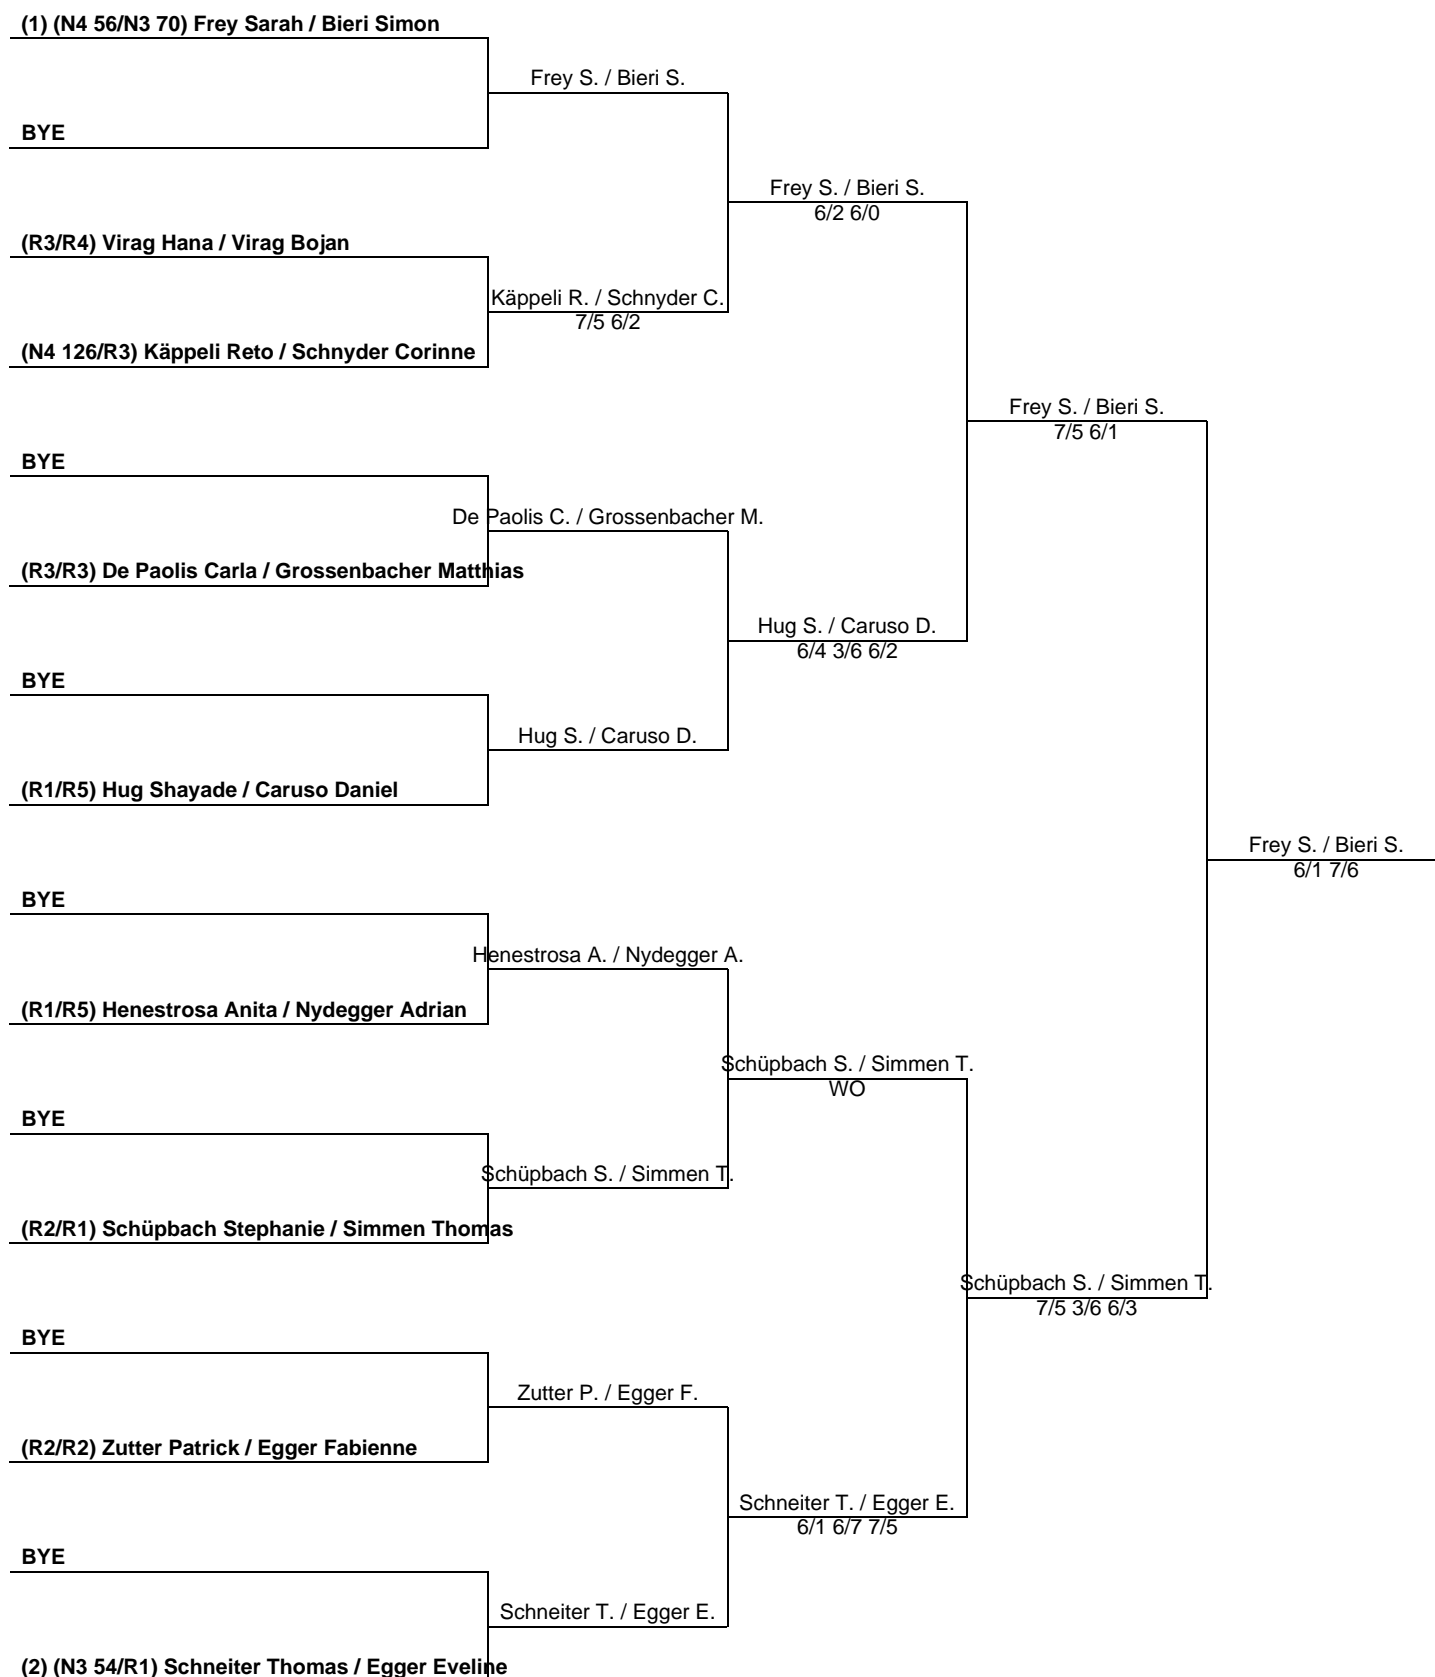 (1) (N4 56/N3 70) Frey Sarah / Bieri Simon
Frey S. / Bieri S.
BYE
Frey S. / Bieri S.
6/2 6/0
(R3/R4) Virag Hana / Virag Bojan
Käppeli R. / Schnyder C.
7/5 6/2
(N4 126/R3) Käppeli Reto / Schnyder Corinne
Frey S. / Bieri S.
7/5 6/1
BYE
De Paolis C. / Grossenbacher M.
(R3/R3) De Paolis Carla / Grossenbacher Matthias
Hug S. / Caruso D.
6/4 3/6 6/2
BYE
Hug S. / Caruso D.
(R1/R5) Hug Shayade / Caruso Daniel
Frey S. / Bieri S.
6/1 7/6
BYE
Henestrosa A. / Nydegger A.
(R1/R5) Henestrosa Anita / Nydegger Adrian
Schüpbach S. / Simmen T.
WO
BYE
Schüpbach S. / Simmen T.
(R2/R1) Schüpbach Stephanie / Simmen Thomas
Schüpbach S. / Simmen T.
7/5 3/6 6/3
BYE
Zutter P. / Egger F.
(R2/R2) Zutter Patrick / Egger Fabienne
Schneiter T. / Egger E.
6/1 6/7 7/5
BYE
Schneiter T. / Egger E.
(2) (N3 54/R1) Schneiter Thomas / Egger Eveline